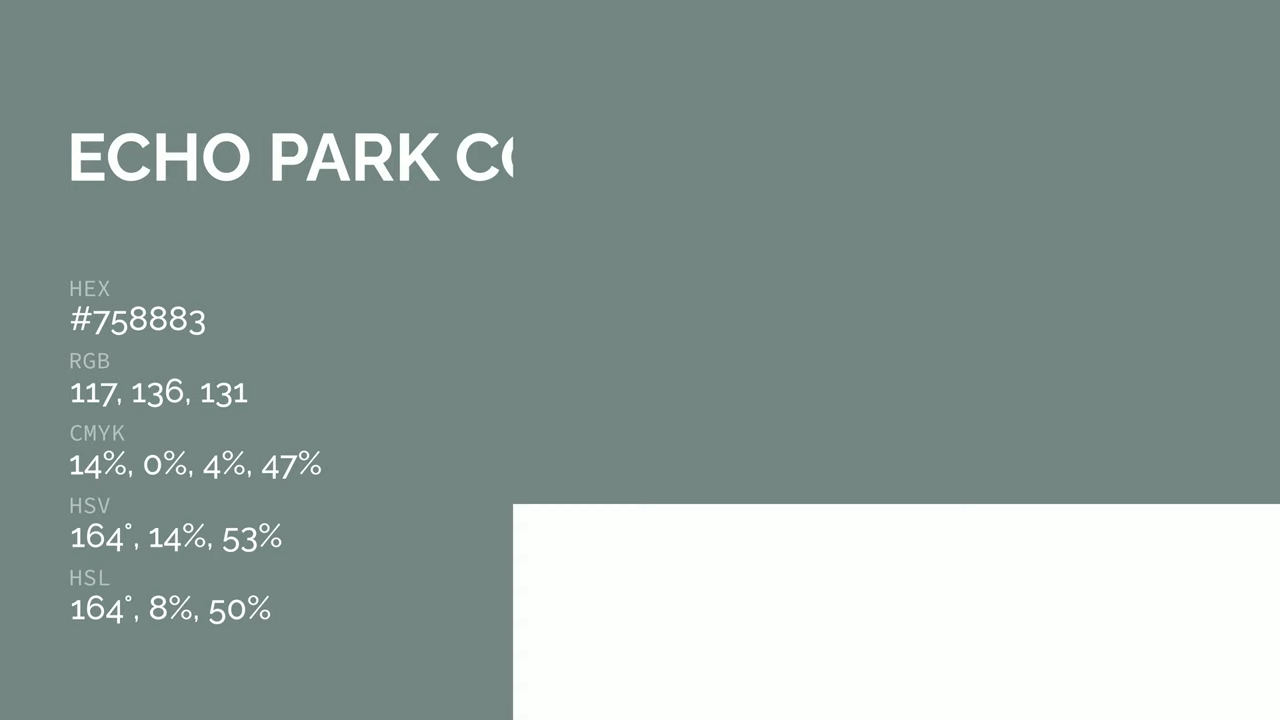 ECHO PARK
HEX
#758883
RGB
117, 136, 131
CMYK
14%, 0%, 4%, 47%
HSV
164°, 14%, 53%
HSL
164°, 8%, 50%